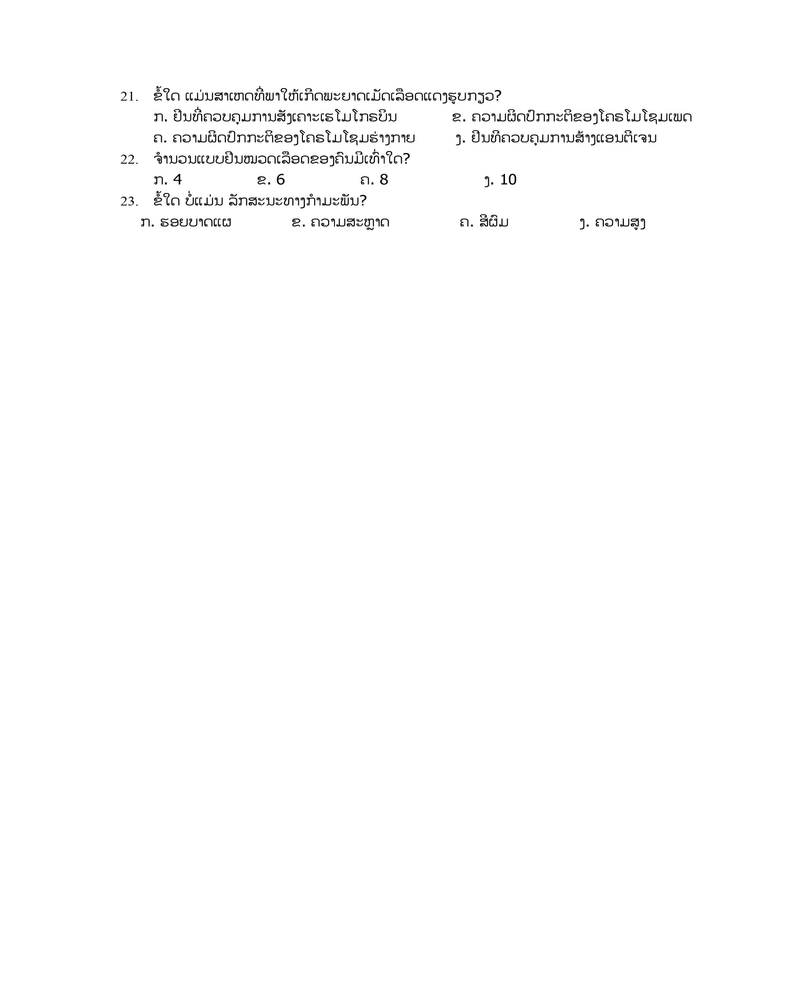 21. ຂໍ້ໃດ ແມ່ນສາເຫດທີ່ພາໃຫ້ເກີດພະຍາດເມັດເລືອດແດງຮູບກຽວ?
ກ. ຢີນທີ່ຄວບຄຸມການສັງເຄາະເຮໂມໂກຣບິນ ຂ. ຄວາມຜິດປົກກະຕິຂອງໂຄຣໂມໂຊມເພດ
ຄ. ຄວາມຜິດປົກກະຕິຂອງໂຄຣໂມໂຊມຮ່າງກາຍ ງ. ຢີນທີຄວບຄຸມການສ້າງແອນຕີເຈນ
22. ຈຳນວນແບບຢີນໝວດເລືອດຂອງຄົນມີເທົ່າໃດ?
ກ. 4 ຂ. 6 ຄ. 8 ງ. 10
23. ຂໍ້ໃດ ບໍ່ແມ່ນ ລັກສະນະທາງກຳມະພັນ?
ກ. ຮອຍບາດແຜ ຂ. ຄວາມສະຫຼາດ ຄ. ສີຜົມ ງ. ຄວາມສູງ